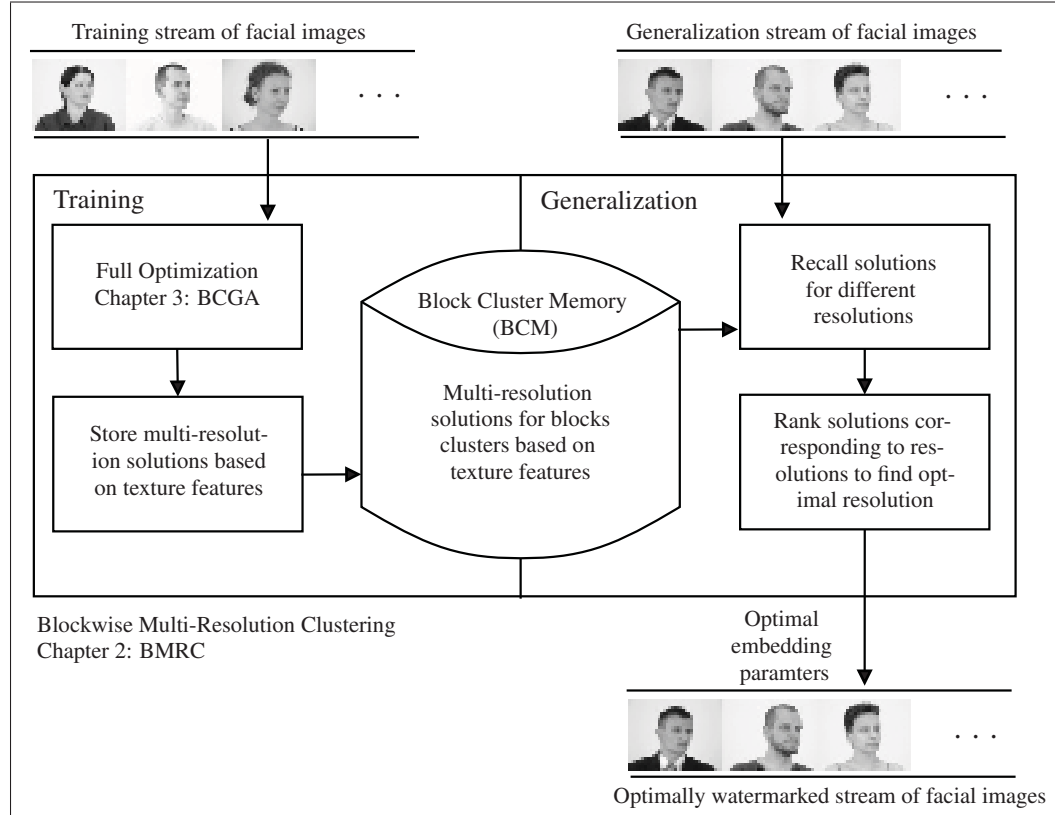 Training stream of facial images
. . .
Generalization stream of facial images
. . .
Training
Full Optimization
Chapter 3: BCGA
Store multi-resolut-
ion solutions based
on texture features
Block Cluster Memory
(BCM)
Multi-resolution
solutions for blocks
clusters based on
texture features
Generalization
Recall solutions
for different
resolutions
Rank solutions cor-
responding to res-
olutions to find opt-
imal resolution
Blockwise Multi-Resolution Clustering
Chapter 2: BMRC
Optimal
embedding
paramters
. . .
Optimally watermarked stream of facial images